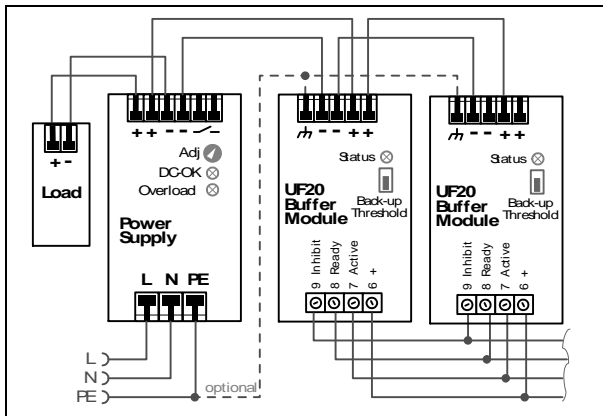 + -
Load
+ + - -
Adj
DC-OK
Overload
Power
Supply
L N PE
L
N
PE
optional
- - + +
Status
UF20
Buffer
Module
Back-up
Threshold
9 Inhibit
8 Ready
7 Active
6 +
- - + +
Status
UF20
Buffer
Module
Back-up
Threshold
9 Inhibit
8 Ready
7 Active
6 +